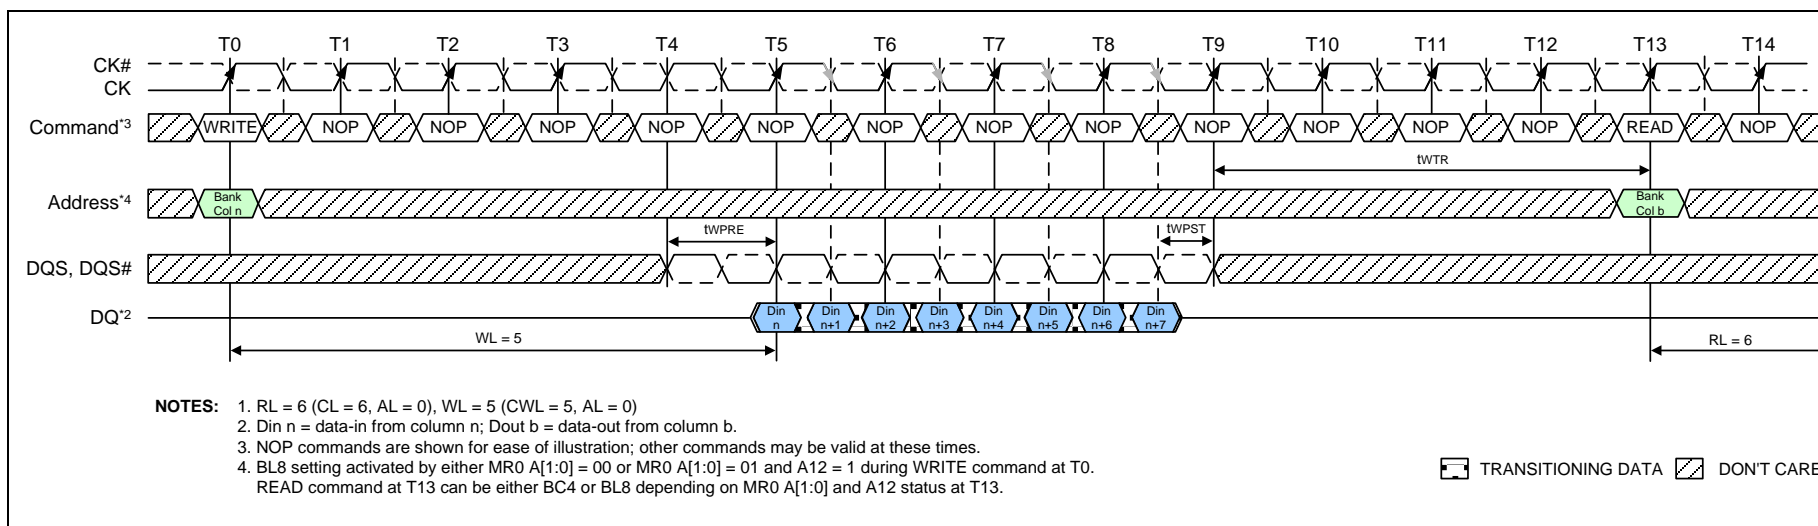 T0 T1 T2 T3 T4 T5 T6 T7 T8 T9 T10 T11 T12 T13 T14
CK#
CK
Command*3 WRITE NOP NOP NOP NOP NOP NOP NOP NOP NOP NOP NOP NOP READ NOP
tWTR
Address*4 Bank Col n Bank Col b
tWPRE tWPST
DQS, DQS#
DQ*2 Din n Din n+1 Din n+2 Din n+3 Din n+4 Din n+5 Din n+6 Din n+7
WL = 5 RL = 6
NOTES: 1. RL = 6 (CL = 6, AL = 0), WL = 5 (CWL = 5, AL = 0)
2. Din n = data-in from column n; Dout b = data-out from column b.
3. NOP commands are shown for ease of illustration; other commands may be valid at these times.
4. BL8 setting activated by either MR0 A[1:0] = 00 or MR0 A[1:0] = 01 and A12 = 1 during WRITE command at T0.
READ command at T13 can be either BC4 or BL8 depending on MR0 A[1:0] and A12 status at T13.
TRANSITIONING DATA DON'T CARE